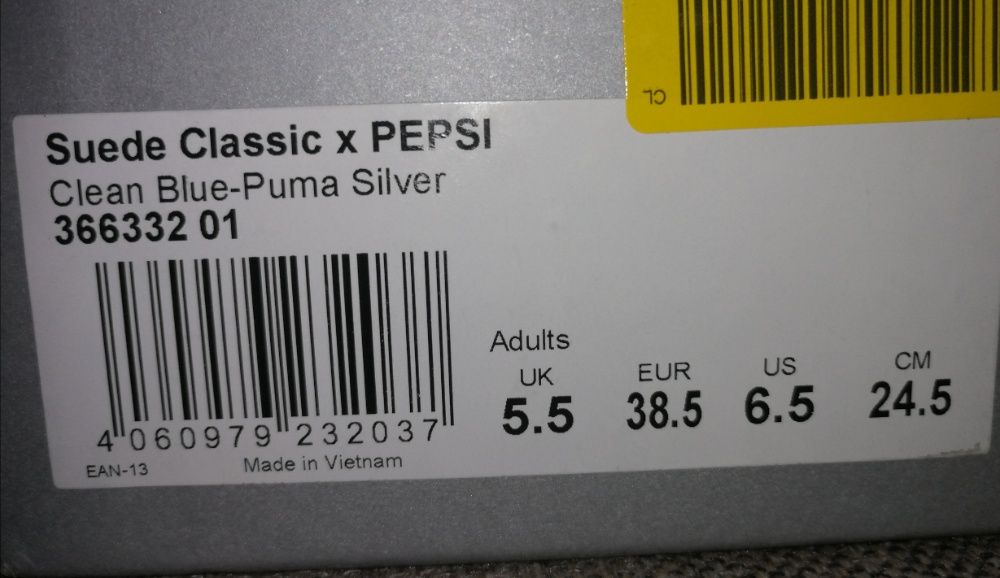 CL
Suede Classic x PEPSI
Clean Blue-Puma Silver
366332 01
4 060979 232037
EAN-13
Made in Vietnam
Adults
UK EUR US CM
5.5 38.5 6.5 24.5